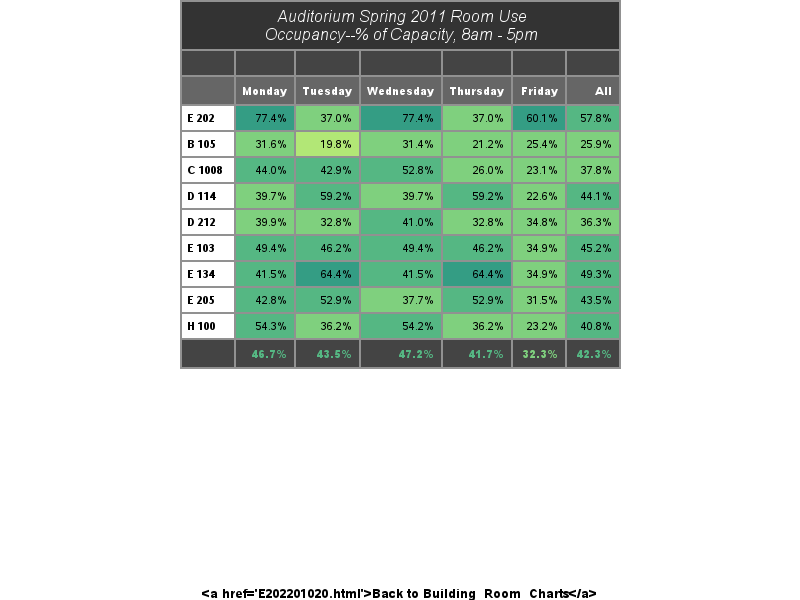 Auditorium Spring 2011 Room Use
Occupancy--% of Capacity, 8am - 5pm
Monday Tuesday Wednesday Thursday Friday All
E 202 77.4% 37.0% 77.4% 37.0% 60.1% 57.8%
B 105 31.6% 19.8% 31.4% 21.2% 25.4% 25.9%
C 1008 44.0% 42.9% 52.8% 26.0% 23.1% 37.8%
D 114 39.7% 59.2% 39.7% 59.2% 22.6% 44.1%
D 212 39.9% 32.8% 41.0% 32.8% 34.8% 36.3%
E 103 49.4% 46.2% 49.4% 46.2% 34.9% 45.2%
E 134 41.5% 64.4% 41.5% 64.4% 34.9% 49.3%
E 205 42.8% 52.9% 37.7% 52.9% 31.5% 43.5%
H 100 54.3% 36.2% 54.2% 36.2% 23.2% 40.8%
46.7% 43.5% 47.2% 41.7% 32.3% 42.3%
<a href='E202201020.html'>Back to Building_Room_Charts</a>